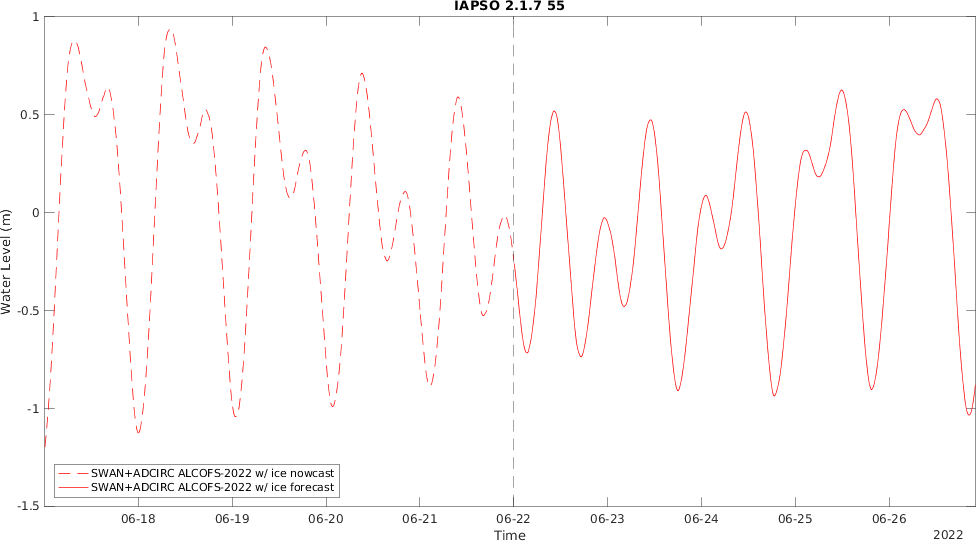 IAPSO 2.1.7 55
1
0.5
0
-0.5
-1
-1.5
Water Level (m)
SWAN+ADCIRC ALCOFS-2022 w/ ice nowcast
SWAN+ADCIRC ALCOFS-2022 w/ ice forecast
06-18 06-19 06-20 06-21 06-22 06-23 06-24 06-25 06-26
Time
2022